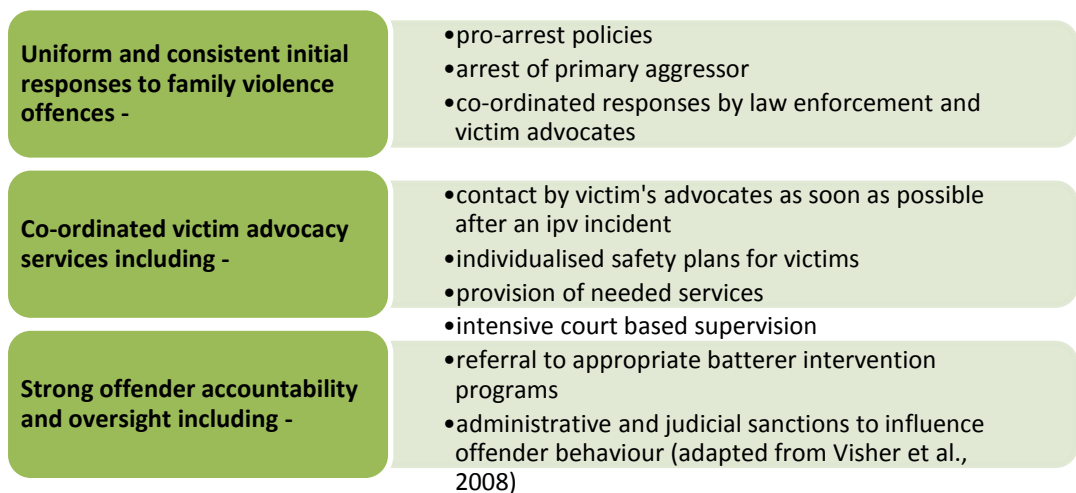 Uniform and consistent initial
responses to family violence
offences -
•pro-arrest policies
•arrest of primary aggressor
•co-ordinated responses by law enforcement and
victim advocates
Co-ordinated victim advocacy
services including -
•contact by victim's advocates as soon as possible
after an ipv incident
•individualised safety plans for victims
•provision of needed services
Strong offender accountability
and oversight including -
•intensive court based supervision
•referral to appropriate batterer intervention
programs
•administrative and judicial sanctions to influence
offender behaviour (adapted from Visher et al.,
2008)